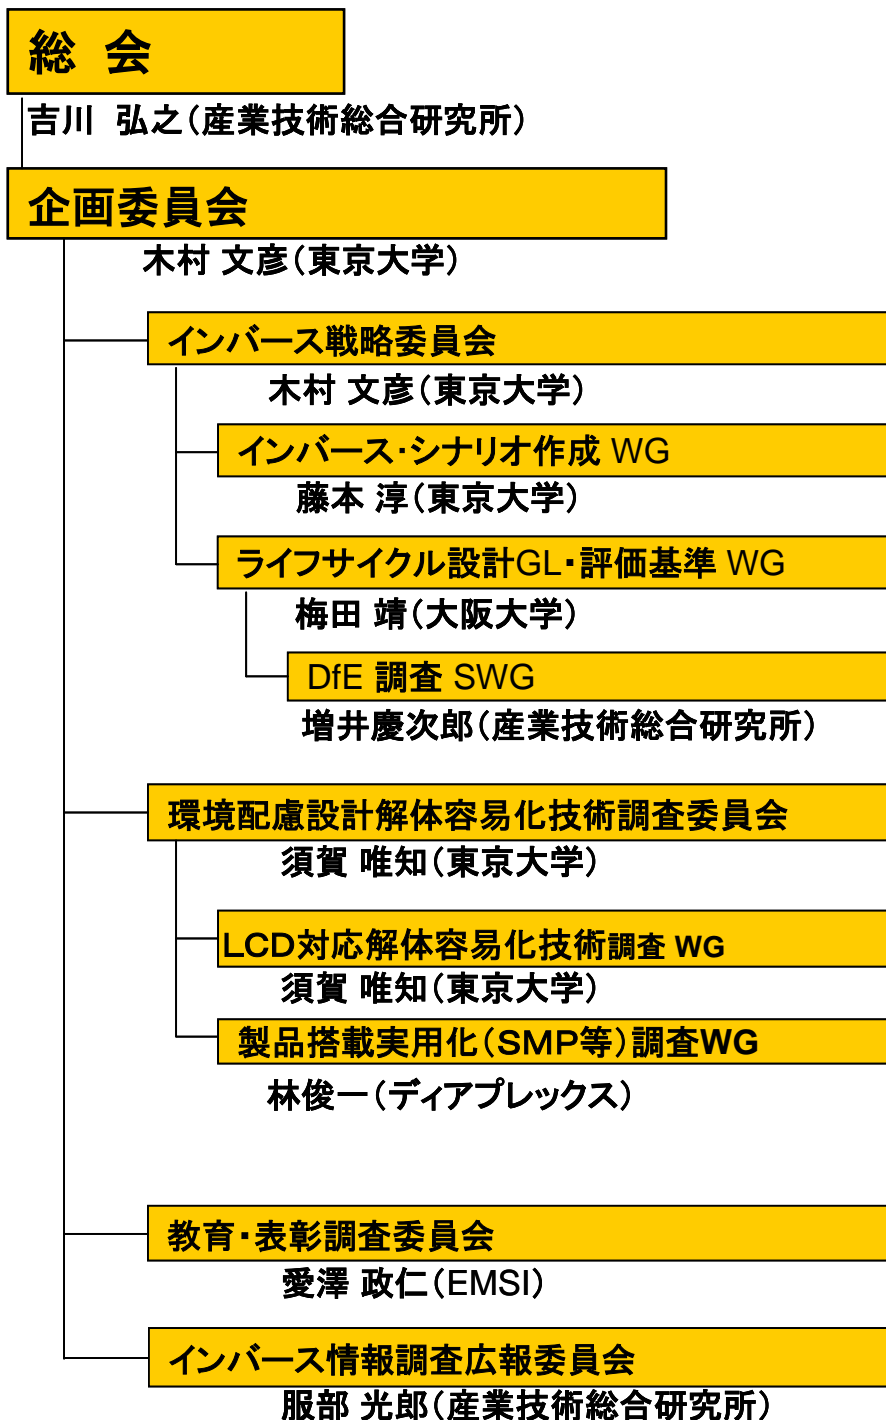 総 会
吉川 弘之（産業技術総合研究所）
企画委員会
木村 文彦（東京大学）
インバース戦略委員会
木村 文彦（東京大学）
インバース・シナリオ作成 WG
藤本 淳（東京大学）
ライフサイクル設計GL・評価基準 WG
梅田 靖（大阪大学）
DfE 調査 SWG
増井慶次郎（産業技術総合研究所）
環境配慮設計解体容易化技術調査委員会
須賀 唯知（東京大学）
ＬＣＤ対応解体容易化技術調査 WG
須賀 唯知（東京大学）
製品搭載実用化（ＳＭＰ等）調査WG
林俊一（ディアプレックス）
教育・表彰調査委員会
愛澤 政仁（EMSI）
インバース情報調査広報委員会
服部 光郎（産業技術総合研究所）